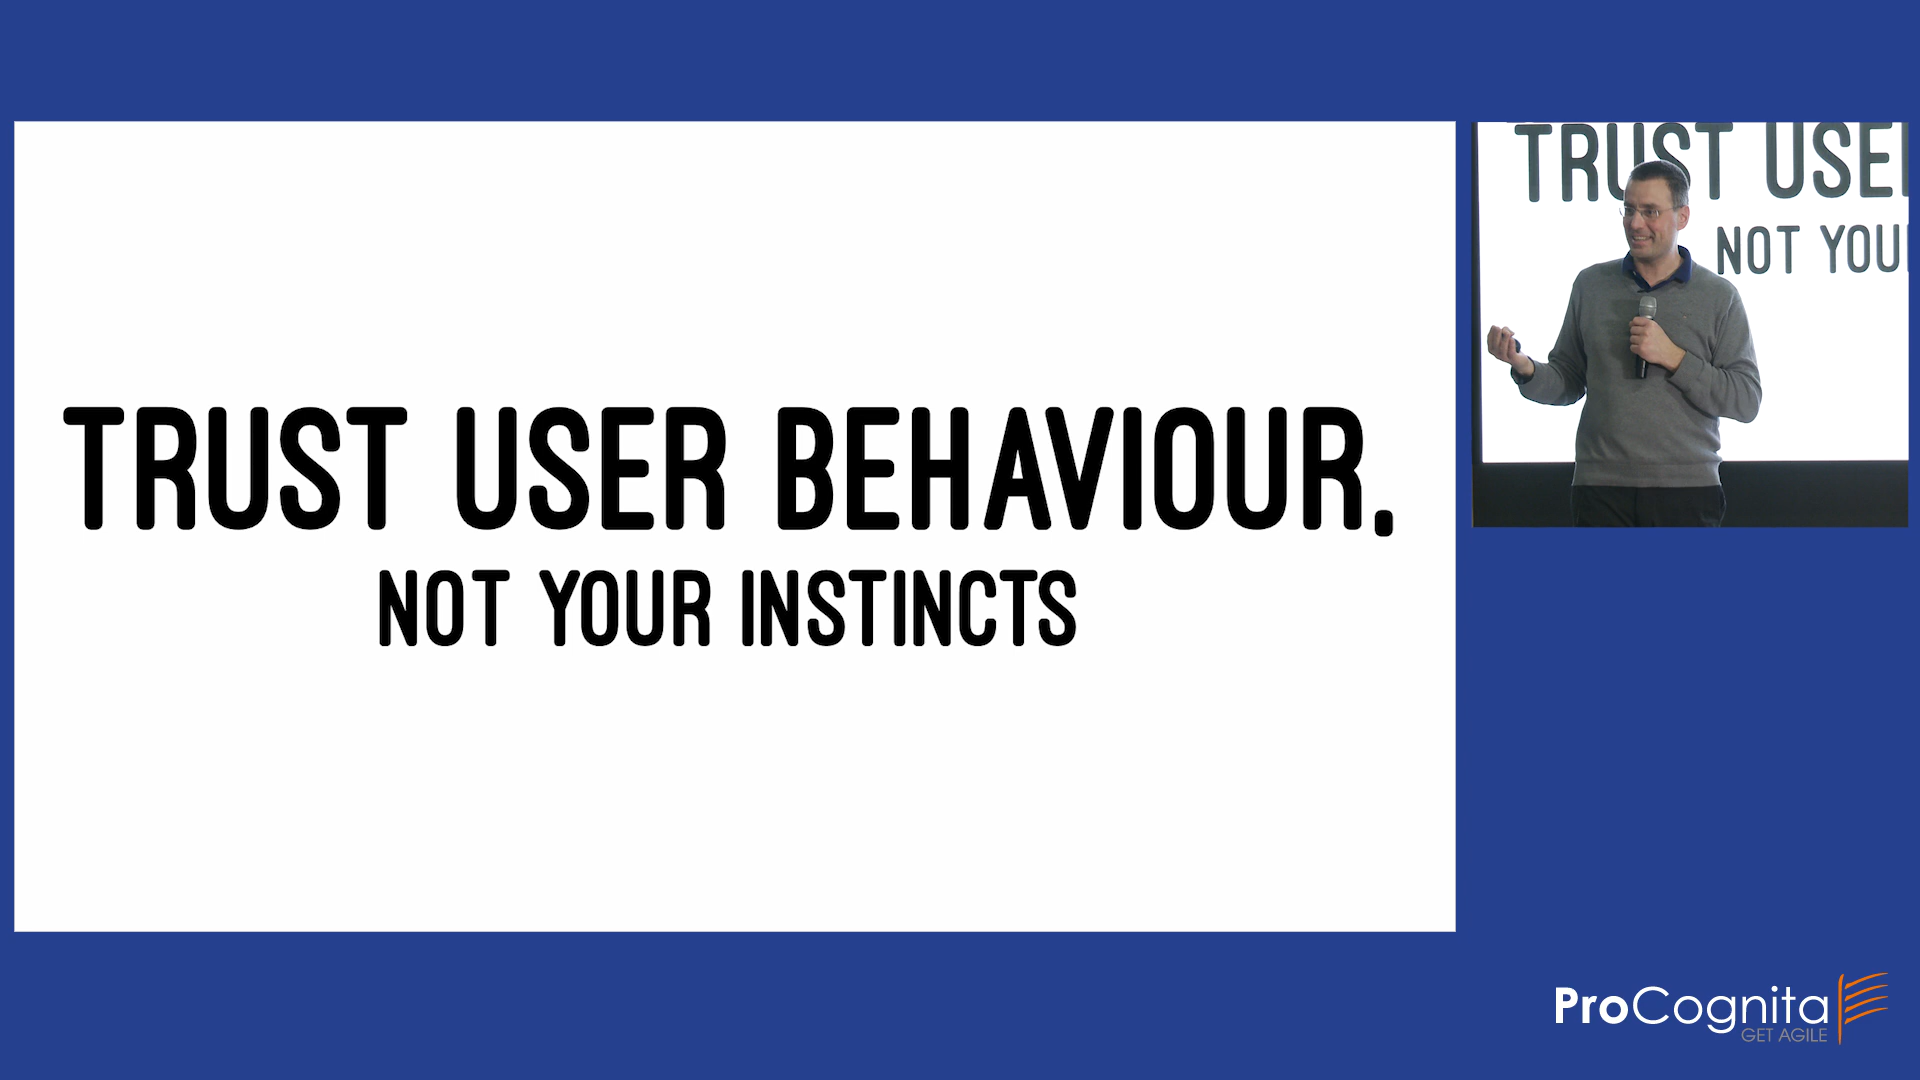 TRUST USER BEHAVIOUR,
NOT YOUR INSTINCTS
TRUST USE
NOT YOU
ProCognita
GET AGILE